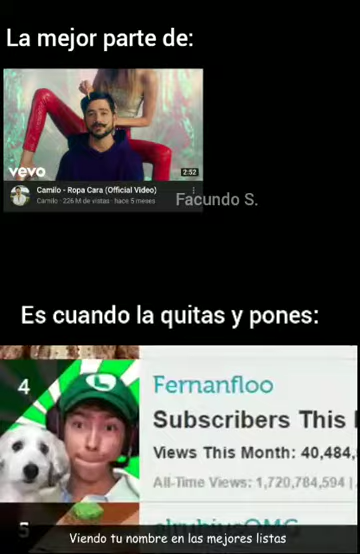 La mejor parte de:
vevo
2:52
Camilo - Ropa Cara (Official Video)
Camilo · 226 M de vistas · hace 5 meses
Facundo S.
Es cuando la quitas y pones:
4
Fernanfloo
Subscribers This
Views This Month: 40,484,
All-Time Views: 1,720,784,594 |
5
elrubiusOMG
Viendo tu nombre en las mejores listas